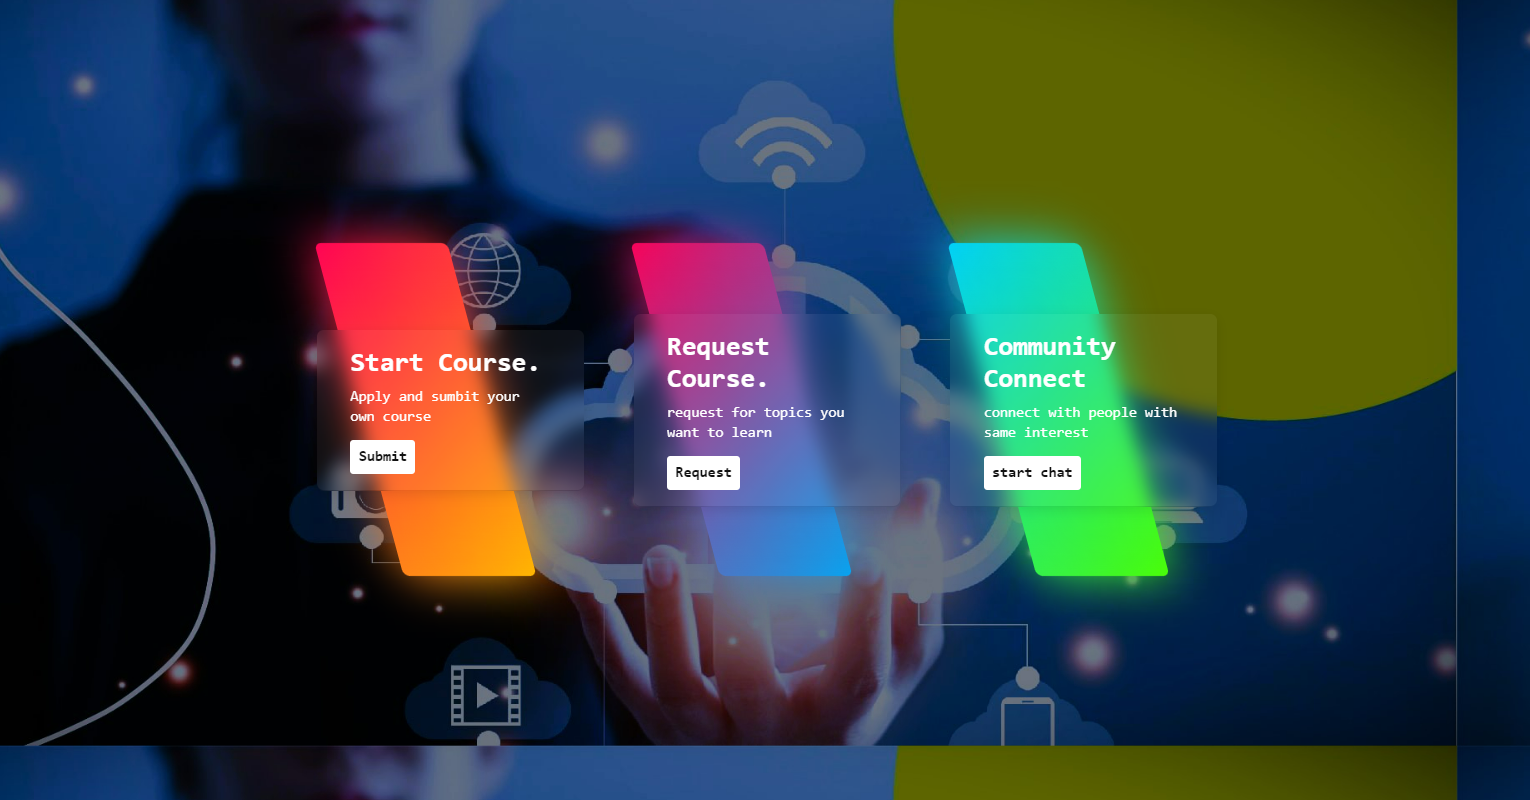 Start Course.
Apply and sumbit your
own course
Submit
Request
Course.
request for topics you
want to learn
Request
Community
Connect
connect with people with
same interest
start chat